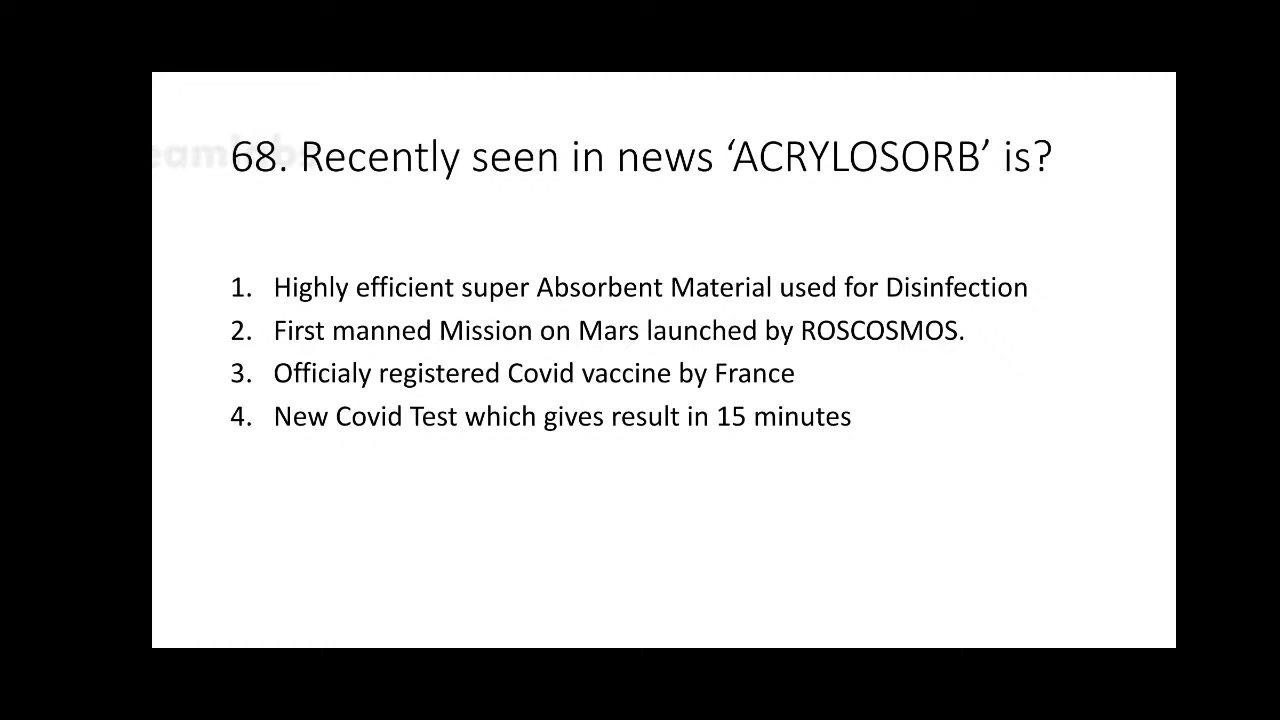 68. Recently seen in news ‘ACRYLOSORB’ is?
1. Highly efficient super Absorbent Material used for Disinfection
2. First manned Mission on Mars launched by ROSCOSMOS.
3. Officialy registered Covid vaccine by France
4. New Covid Test which gives result in 15 minutes